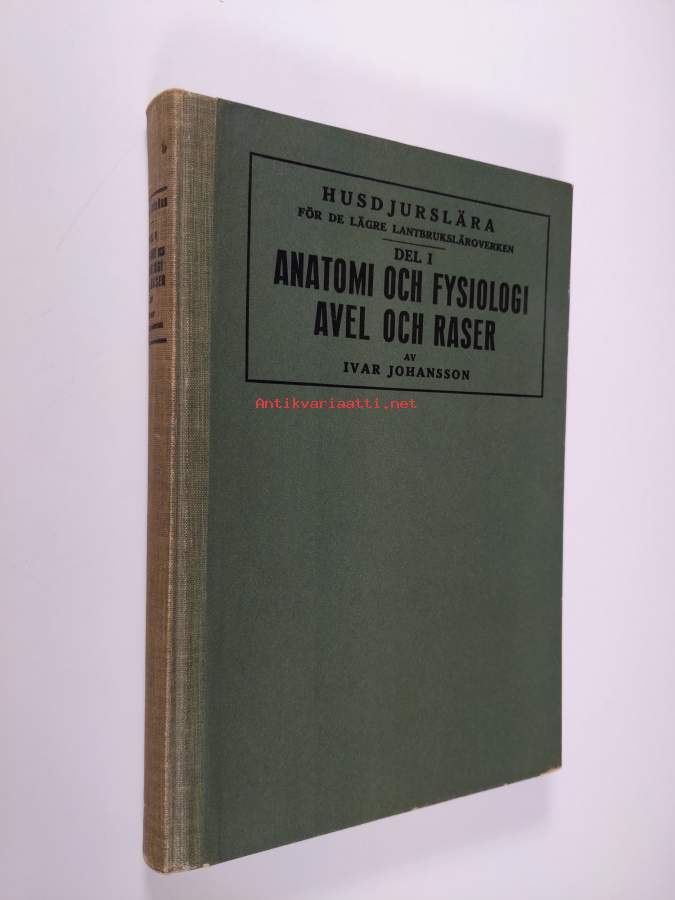 HUSDJURSLÄRA
FÖR DE LÄGRE LANTBRUKSLÄROVERKEN
DEL I
ANATOMI OCH FYSIOLOGI
AVEL OCH RASER
AV
IVAR JOHANSSON
Antikvariaatti.net